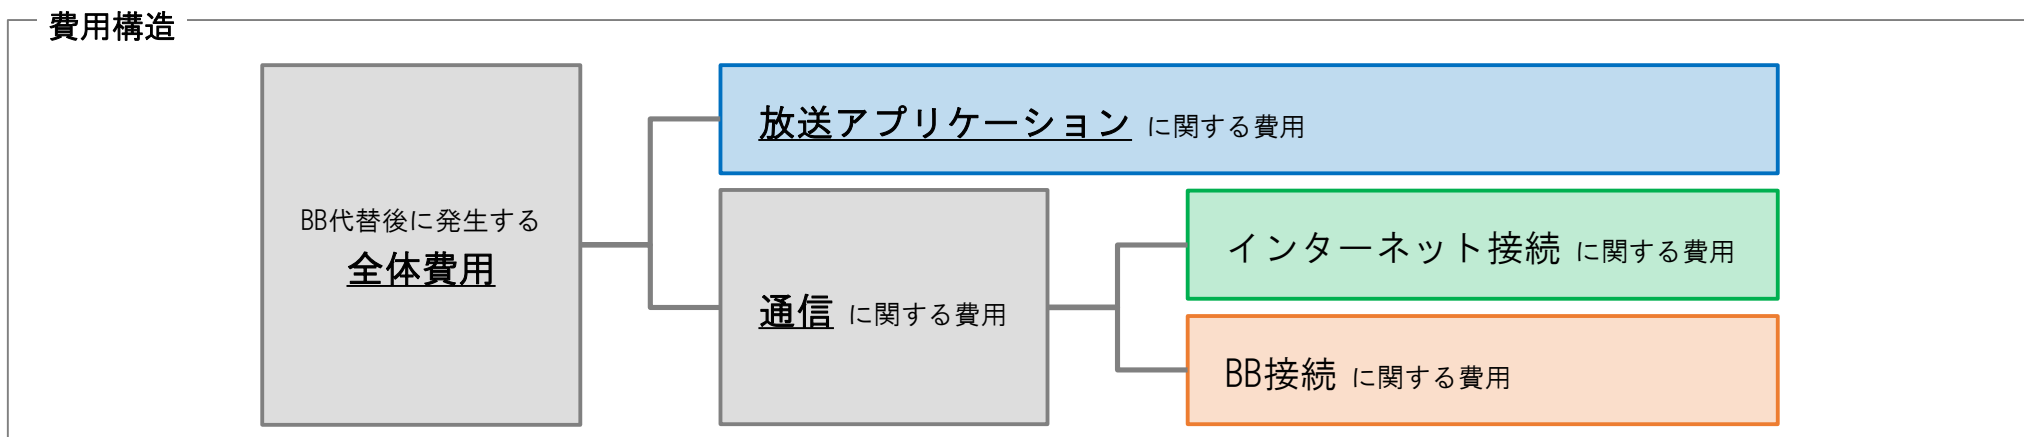 費用構造
BB代替後に発生する
全体費用
放送アプリケーション に関する費用
通信 に関する費用
インターネット接続 に関する費用
BB接続 に関する費用